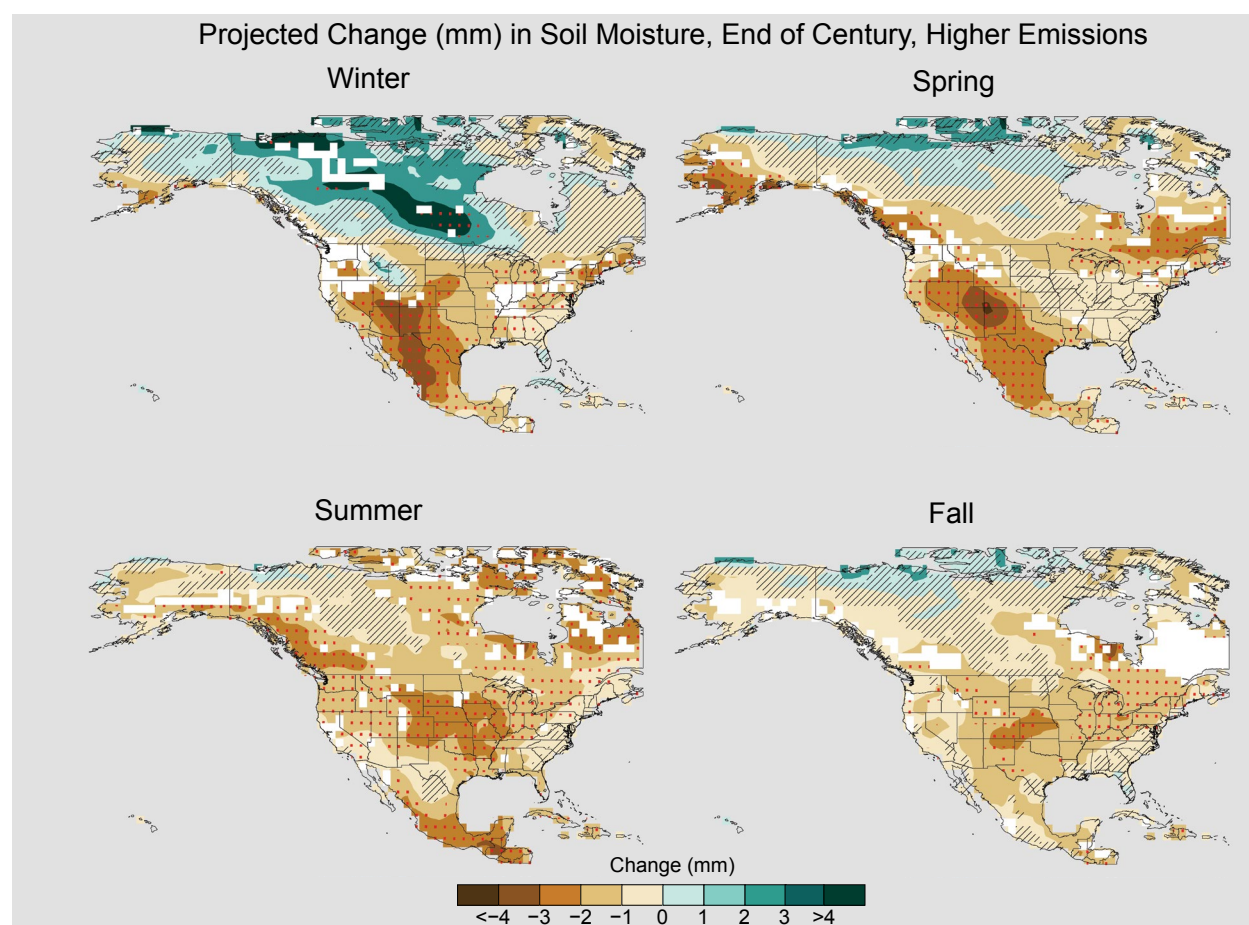 Projected Change (mm) in Soil Moisture, End of Century, Higher Emissions
Winter
Spring
Summer
Fall
Change (mm)
<−4 −3 −2 −1 0 1 2 3 >4